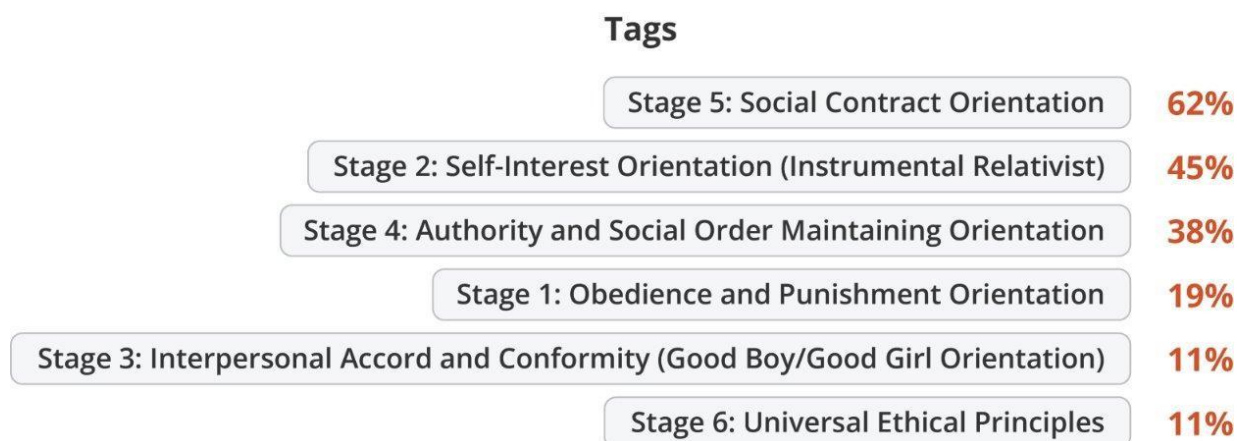 Tags
Stage 5: Social Contract Orientation 62%
Stage 2: Self-Interest Orientation (Instrumental Relativist) 45%
Stage 4: Authority and Social Order Maintaining Orientation 38%
Stage 1: Obedience and Punishment Orientation 19%
Stage 3: Interpersonal Accord and Conformity (Good Boy/Good Girl Orientation) 11%
Stage 6: Universal Ethical Principles 11%